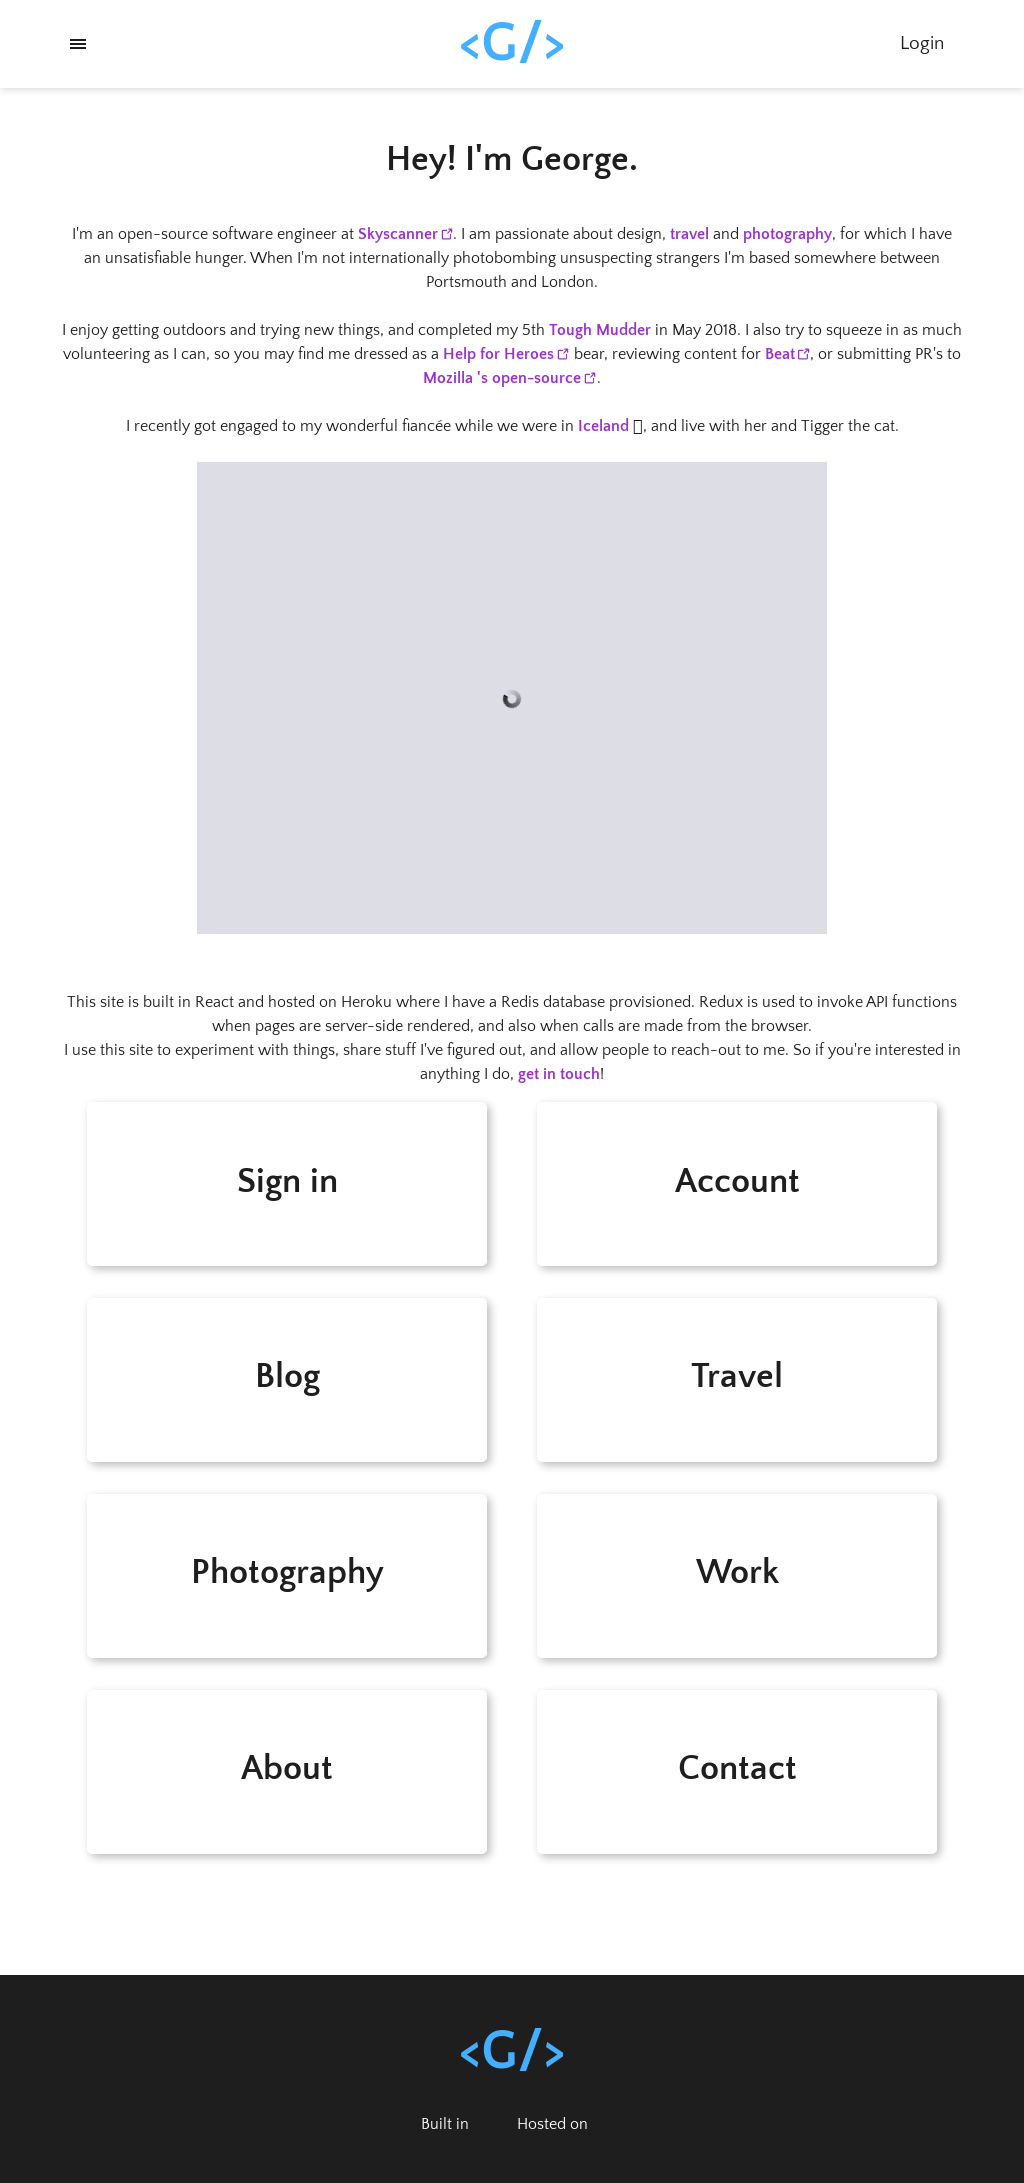 <G/>
Login
Hey! I'm George.
I'm an open-source software engineer at Skyscanner. I am passionate about design, travel and photography, for which I have
an unsatisfiable hunger. When I'm not internationally photobombing unsuspecting strangers I'm based somewhere between
Portsmouth and London.
I enjoy getting outdoors and trying new things, and completed my 5th Tough Mudder in May 2018. I also try to squeeze in as much
volunteering as I can, so you may find me dressed as a Help for Heroes bear, reviewing content for Beat, or submitting PR's to
Mozilla 's open-source.
I recently got engaged to my wonderful fiancée while we were in Iceland ▯, and live with her and Tigger the cat.
This site is built in React and hosted on Heroku where I have a Redis database provisioned. Redux is used to invoke API functions
when pages are server-side rendered, and also when calls are made from the browser.
I use this site to experiment with things, share stuff I've figured out, and allow people to reach-out to me. So if you're interested in
anything I do, get in touch!
Sign in
Account
Blog
Travel
Photography
Work
About
Contact
<G/>
Built in
Hosted on